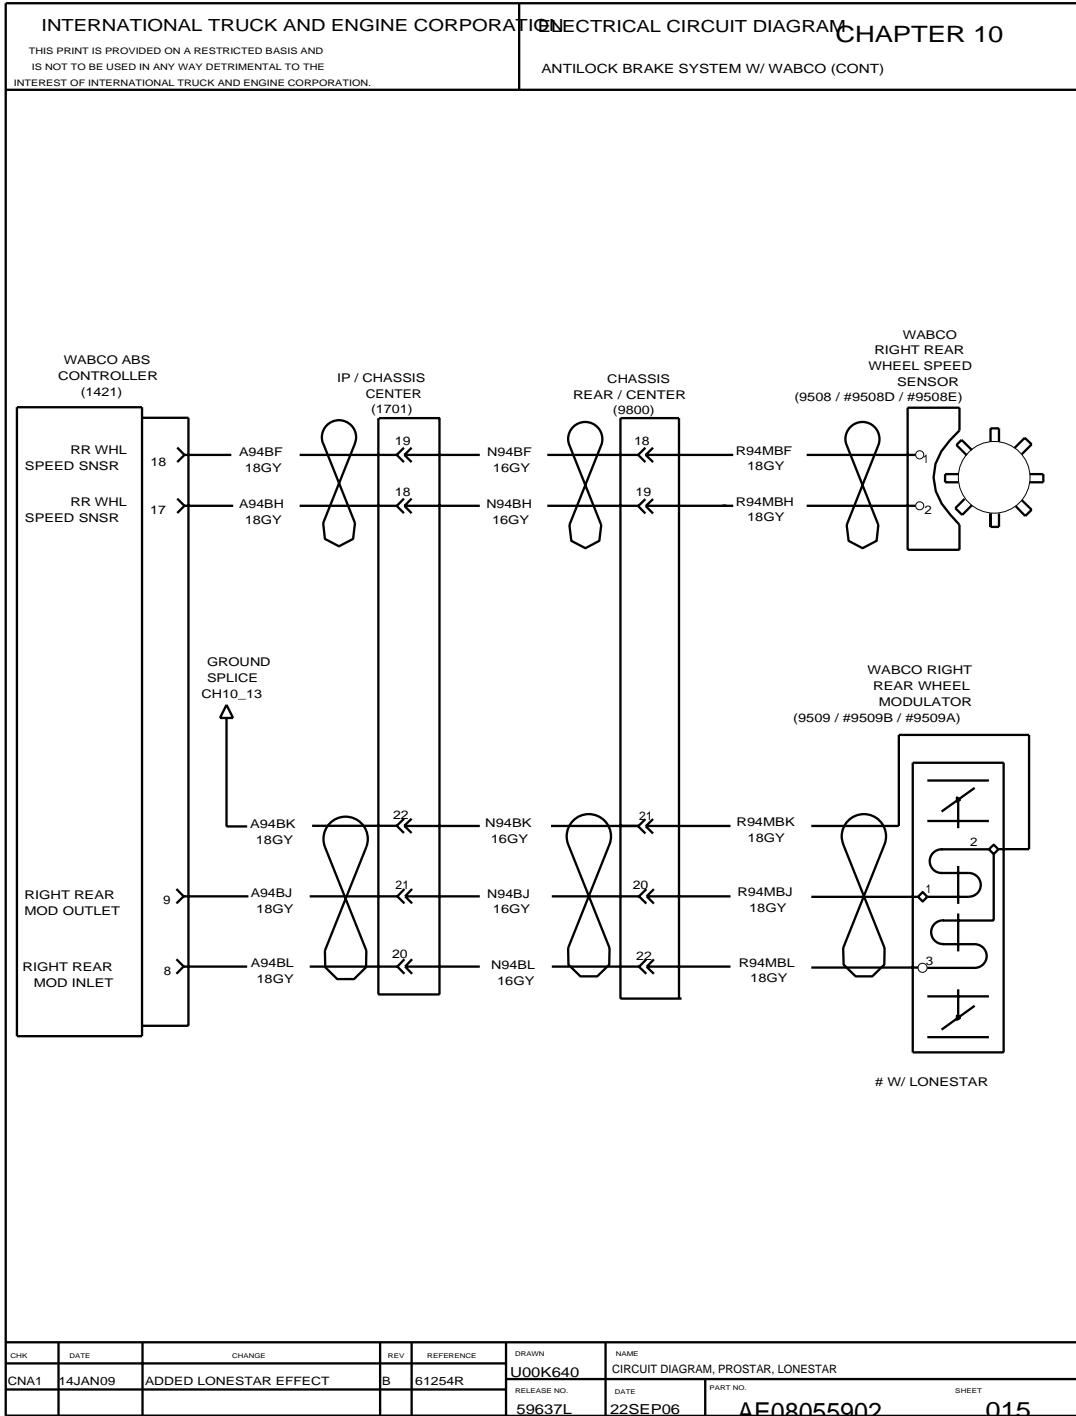 INTERNATIONAL TRUCK AND ENGINE CORPORATION
THIS PRINT IS PROVIDED ON A RESTRICTED BASIS AND
IS NOT TO BE USED IN ANY WAY DETRIMENTAL TO THE
INTEREST OF INTERNATIONAL TRUCK AND ENGINE CORPORATION.
ELECTRICAL CIRCUIT DIAGRAM
CHAPTER 10
ANTILOCK BRAKE SYSTEM W/ WABCO (CONT)
WABCO ABS
CONTROLLER
(1421)
IP / CHASSIS
CENTER
(1701)
CHASSIS
REAR / CENTER
(9800)
WABCO
RIGHT REAR
WHEEL SPEED
SENSOR
(9508 / #9508D / #9508E)
RR WHL
SPEED SNSR
18
A94BF
18GY
19
N94BF
16GY
18
R94MBF
18GY
1
RR WHL
SPEED SNSR
17
A94BH
18GY
18
N94BH
16GY
19
R94MBH
18GY
2
GROUND
SPLICE
CH10_13
WABCO RIGHT
REAR WHEEL
MODULATOR
(9509 / #9509B / #9509A)
A94BK
18GY
22
N94BK
16GY
21
R94MBK
18GY
2
RIGHT REAR
MOD OUTLET
9
A94BJ
18GY
21
N94BJ
16GY
20
R94MBJ
18GY
1
RIGHT REAR
MOD INLET
8
A94BL
18GY
20
N94BL
16GY
22
R94MBL
18GY
3
# W/ LONESTAR
CHK DATE CHANGE REV REFERENCE
CNA1 14JAN09 ADDED LONESTAR EFFECT B 61254R
DRAWN
U00K640
NAME
CIRCUIT DIAGRAM, PROSTAR, LONESTAR
RELEASE NO.
59637L
DATE
22SEP06
PART NO.
AE08055902
SHEET
015